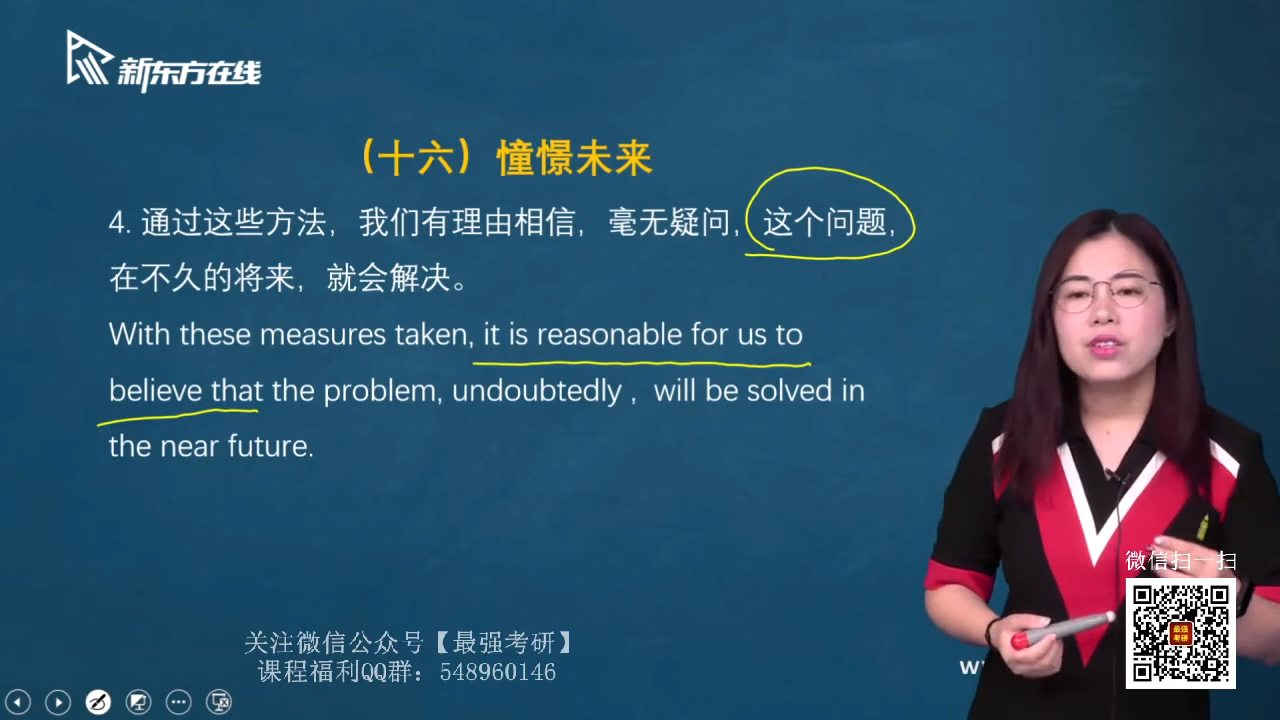 新东方在线
（十六）憧憬未来
4. 通过这些方法，我们有理由相信，毫无疑问，这个问题，
在不久的将来，就会解决。
With these measures taken, it is reasonable for us to
believe that the problem, undoubtedly , will be solved in
the near future.
微信扫一扫
最强
考研
关注微信公众号【最强考研】
课程福利QQ群：548960146